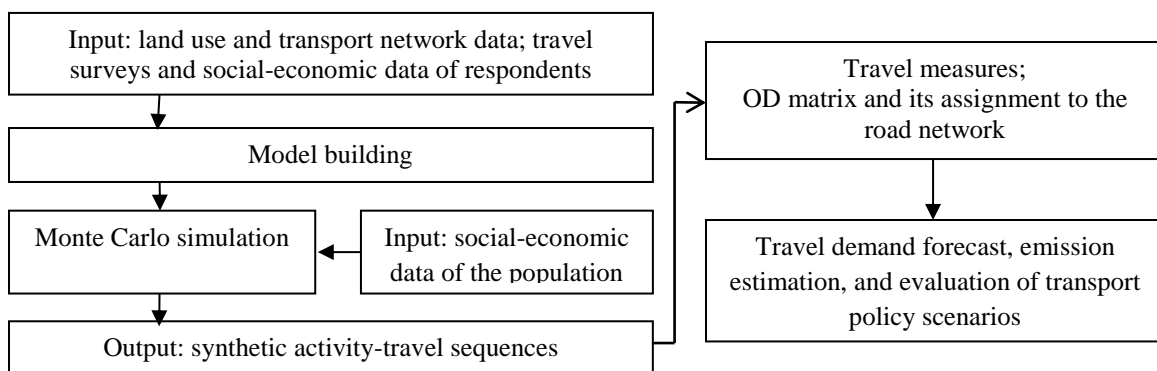 Input: land use and transport network data; travel
surveys and social-economic data of respondents
Model building
Monte Carlo simulation
Input: social-economic
data of the population
Output: synthetic activity-travel sequences
Travel measures;
OD matrix and its assignment to the
road network
Travel demand forecast, emission
estimation, and evaluation of transport
policy scenarios